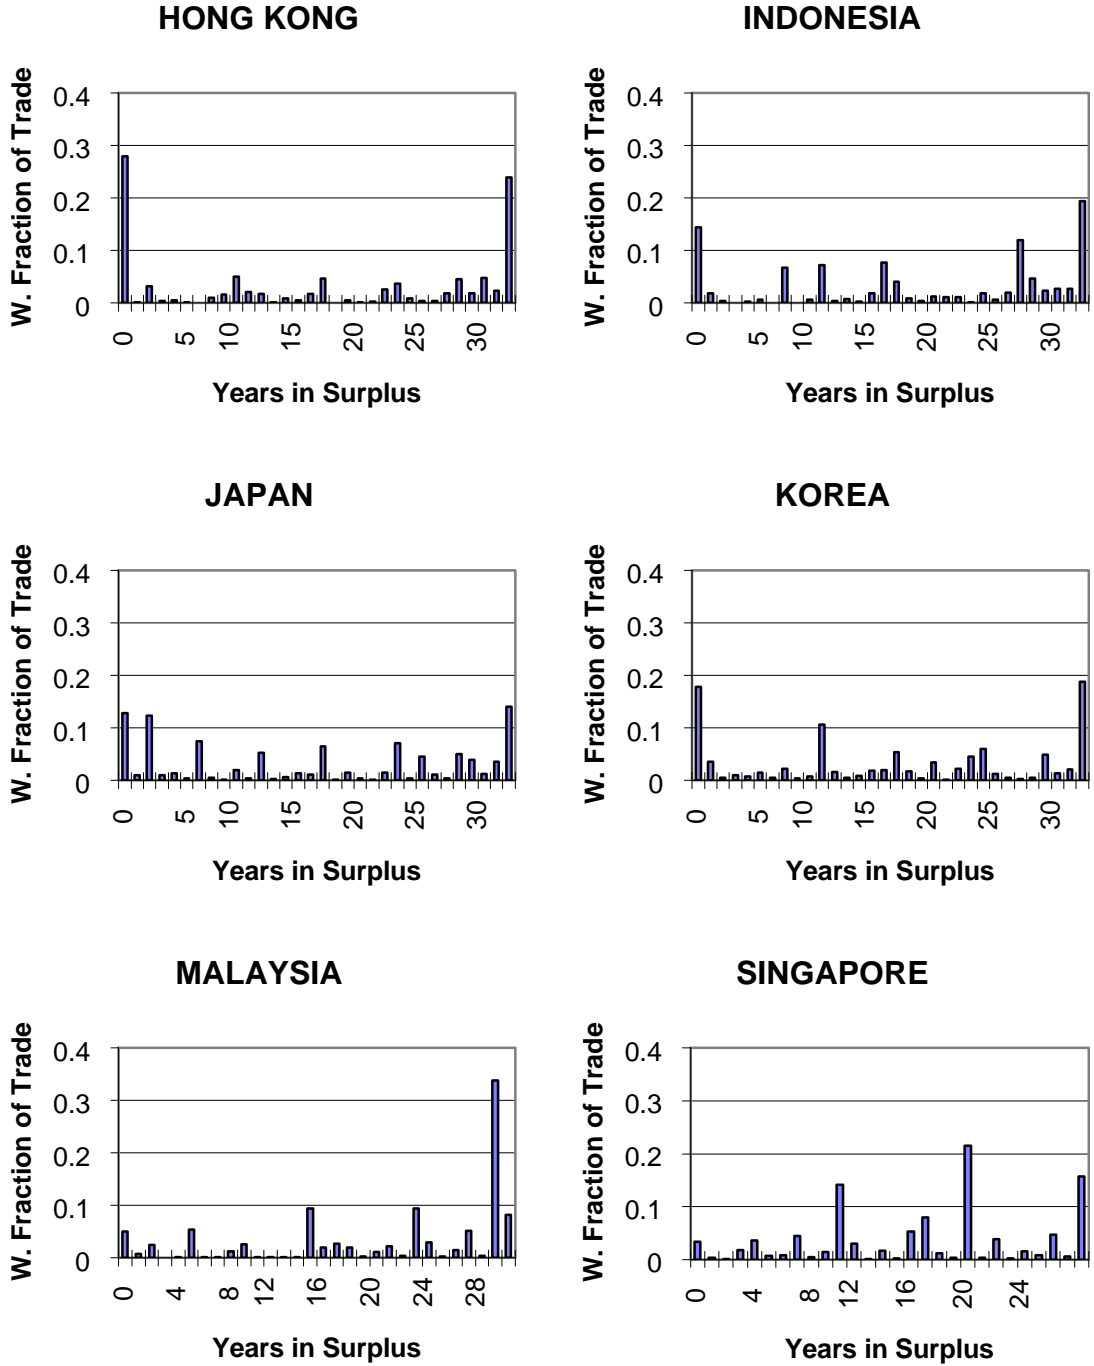 HONG KONG
W. Fraction of Trade
0.4
0.3
0.2
0.1
0
0 5 10 15 20 25 30
Years in Surplus
INDONESIA
W. Fraction of Trade
0.4
0.3
0.2
0.1
0
0 5 10 15 20 25 30
Years in Surplus
JAPAN
W. Fraction of Trade
0.4
0.3
0.2
0.1
0
0 5 10 15 20 25 30
Years in Surplus
KOREA
W. Fraction of Trade
0.4
0.3
0.2
0.1
0
0 5 10 15 20 25 30
Years in Surplus
MALAYSIA
W. Fraction of Trade
0.4
0.3
0.2
0.1
0
0 4 8 12 16 20 24 28
Years in Surplus
SINGAPORE
W. Fraction of Trade
0.4
0.3
0.2
0.1
0
0 4 8 12 16 20 24
Years in Surplus